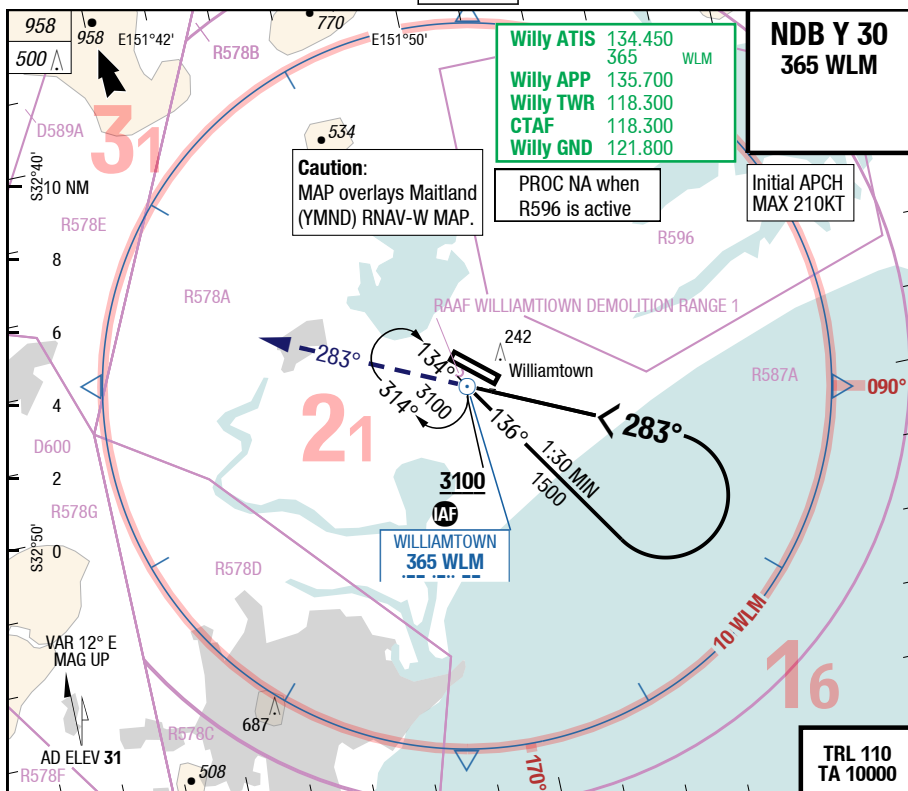 958
500
958
E151°42'
R578B
770
E151°50'
Willy ATIS 134.450
365 WLM
Willy APP 135.700
Willy TWR 118.300
CTAF 118.300
Willy GND 121.800
NDB Y 30
365 WLM
D589A
31
534
S32°40'
10 NM
Caution:
MAP overlays Maitland
(YMND) RNAV-W MAP.
PROC NA when
R596 is active
Initial APCH
MAX 210KT
R578E
R596
8
R578A
RAAF WILLIAMTIOWN DEMOLITION RANGE 1
6
242
Williamtown
283°
134°
R587A
090°
3100
314°
4
21
136°
283°
D600
1:30 MIN
1500
2
3100
IAF
R578G
WILLIAMTOWN
365 WLM
S32°50'
0
R578D
10 WLM
VAR 12° E
MAG UP
16
687
R578C
AD ELEV 31
R578F
508
170°
TRL 110
TA 10000